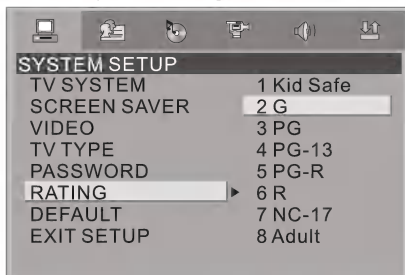 SYSTEM SETUP
TV SYSTEM
SCREEN SAVER
VIDEO
TV TYPE
PASSWORD
RATING
DEFAULT
EXIT SETUP
1 Kid Safe
2 G
3 PG
4 PG-13
5 PG-R
6 R
7 NC-17
8 Adult